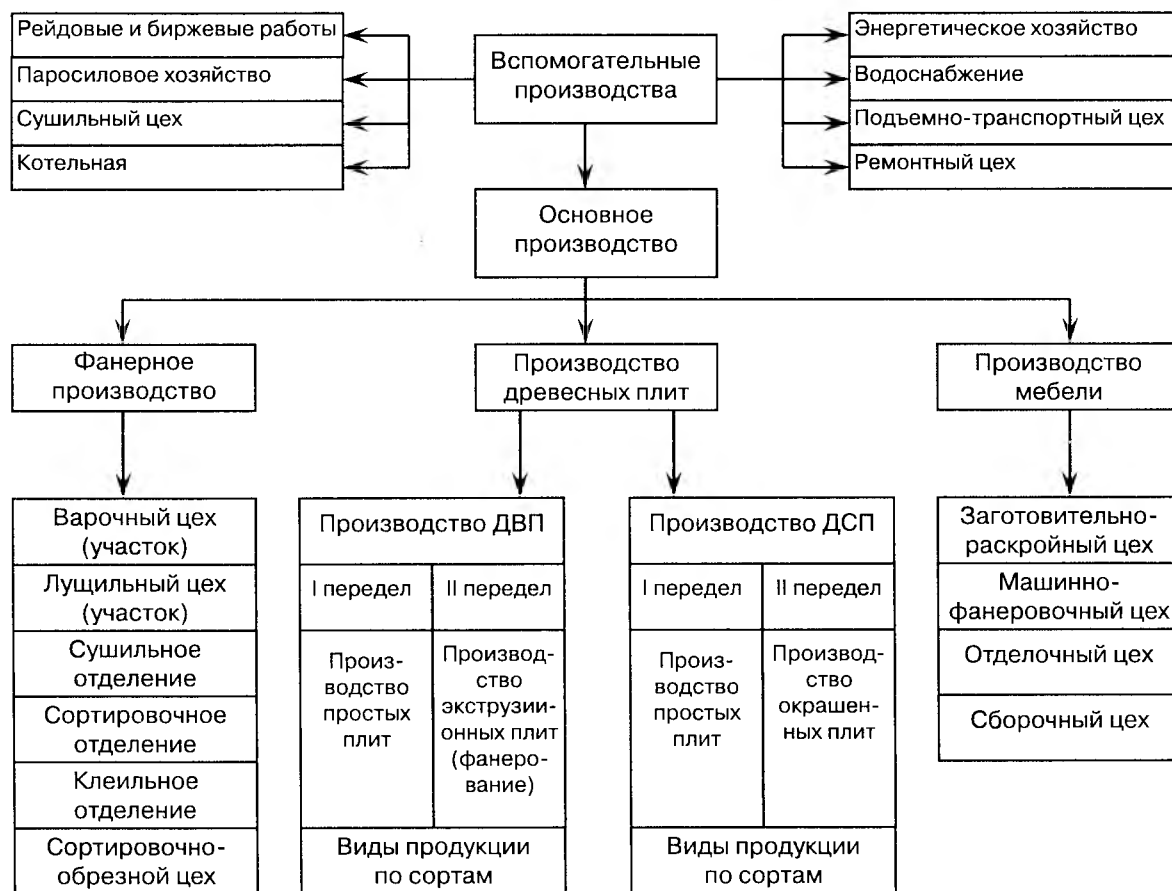 Рейдовые и биржевые работы
Паросиловое хозяйство
Сушильный цех
Котельная
Вспомогательные
производства
Энергетическое хозяйство
Водоснабжение
Подъемно-транспортный цех
Ремонтный цех
Основное
производство
Фанерное
производство
Производство
древесных плит
Производство
мебели
Варочный цех
(участок)
Лущильный цех
(участок)
Сушильное
отделение
Сортировочное
отделение
Клеильное
отделение
Сортировочно-
обрезной цех
Производство ДВП
I передел
II передел
Произ-
водство
простых
плит
Производ-
ство
экструзии-
онных плит
(фанеро-
вание)
Виды продукции
по сортам
Производство ДСП
I передел
II передел
Произ-
водство
простых
плит
Производ-
ство
окрашен-
ных плит
Виды продукции
по сортам
Заготовительно-
раскройный цех
Машинно-
фанеровочный цех
Отделочный цех
Сборочный цех